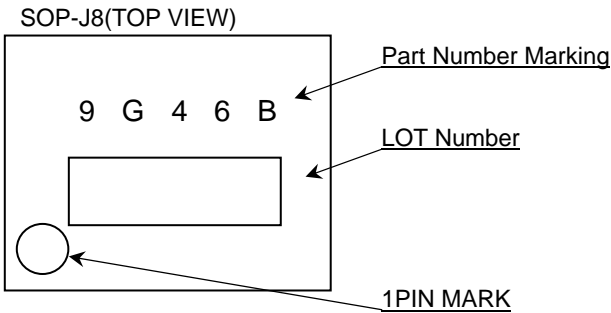 SOP-J8(TOP VIEW)
Part Number Marking
9 G 4 6 B
LOT Number
1PIN MARK